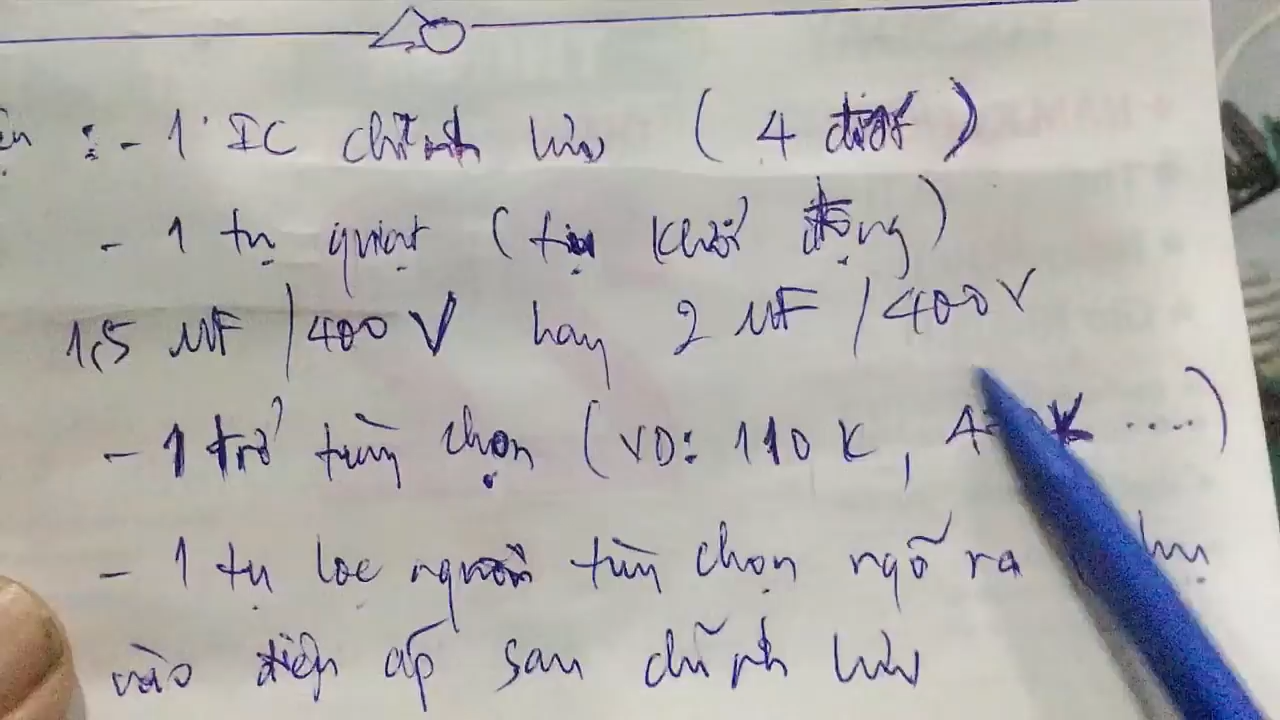 : - 1 IC chỉnh lưu ( 4 điốt )
- 1 tụ quạt ( tụ khởi động )
1,5 MF / 400 V hay 2 MF / 400 V
- 1 trở tùy chọn ( VD: 110 K, K .... )
- 1 tụ lọc nguồn tùy chọn ngõ ra
vào điện áp sau chỉnh lưu